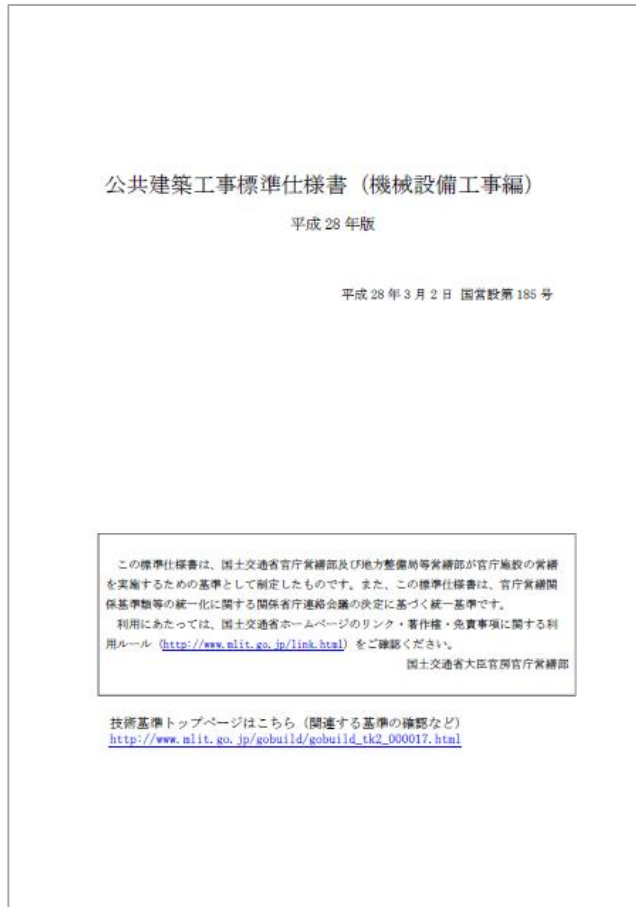 公共建築工事標準仕様書（機械設備工事編）
平成 28 年版
平成 28 年 3 月 2 日 国営設第 185 号
この標準仕様書は、国土交通省官庁営繕部及び地方整備局等営繕部が官庁施設の営繕
を実施するための基準として制定したものです。また、この標準仕様書は、官庁営繕関
係基準類等の統一化に関する関係省庁連絡会議の決定に基づく統一基準です。
利用にあたっては、国土交通省ホームページのリンク・著作権・免責事項に関する利
用ルール（http://www.mlit.go.jp/link.html）をご確認ください。
国土交通省大臣官房官庁営繕部
技術基準トップページはこちら（関連する基準の確認など）
http://www.mlit.go.jp/gobuild/gobuild_tk2_000017.html